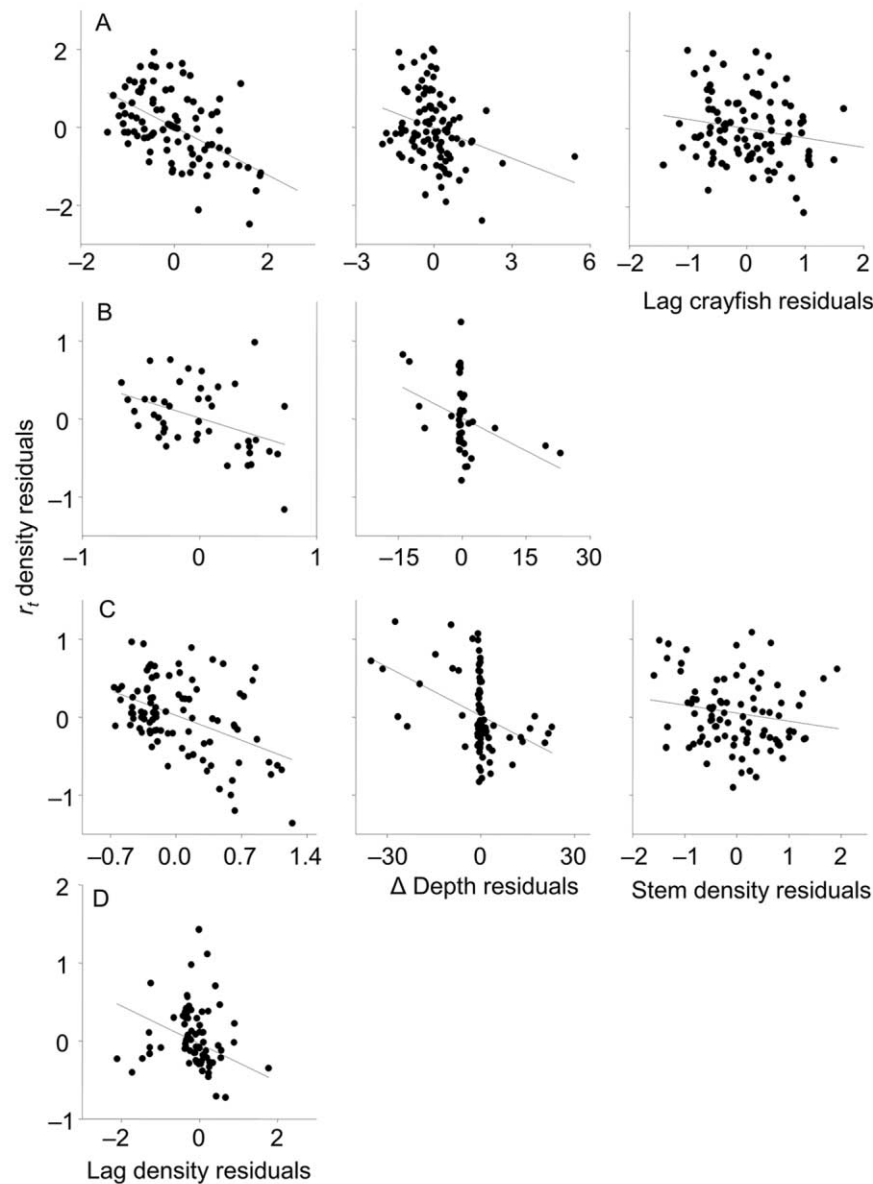 A
2
0
–2
–2 0 2
–3 0 3 6
–2 –1 0 1 2
Lag crayfish residuals
B
1
0
–1
–1 0 1
–15 0 15 30
r_t density residuals
C
1
0
–1
–0.7 0.0 0.7 1.4
–30 0 30
–2 –1 0 1 2
Δ Depth residuals
Stem density residuals
D
2
1
0
–1
–2 0 2
Lag density residuals